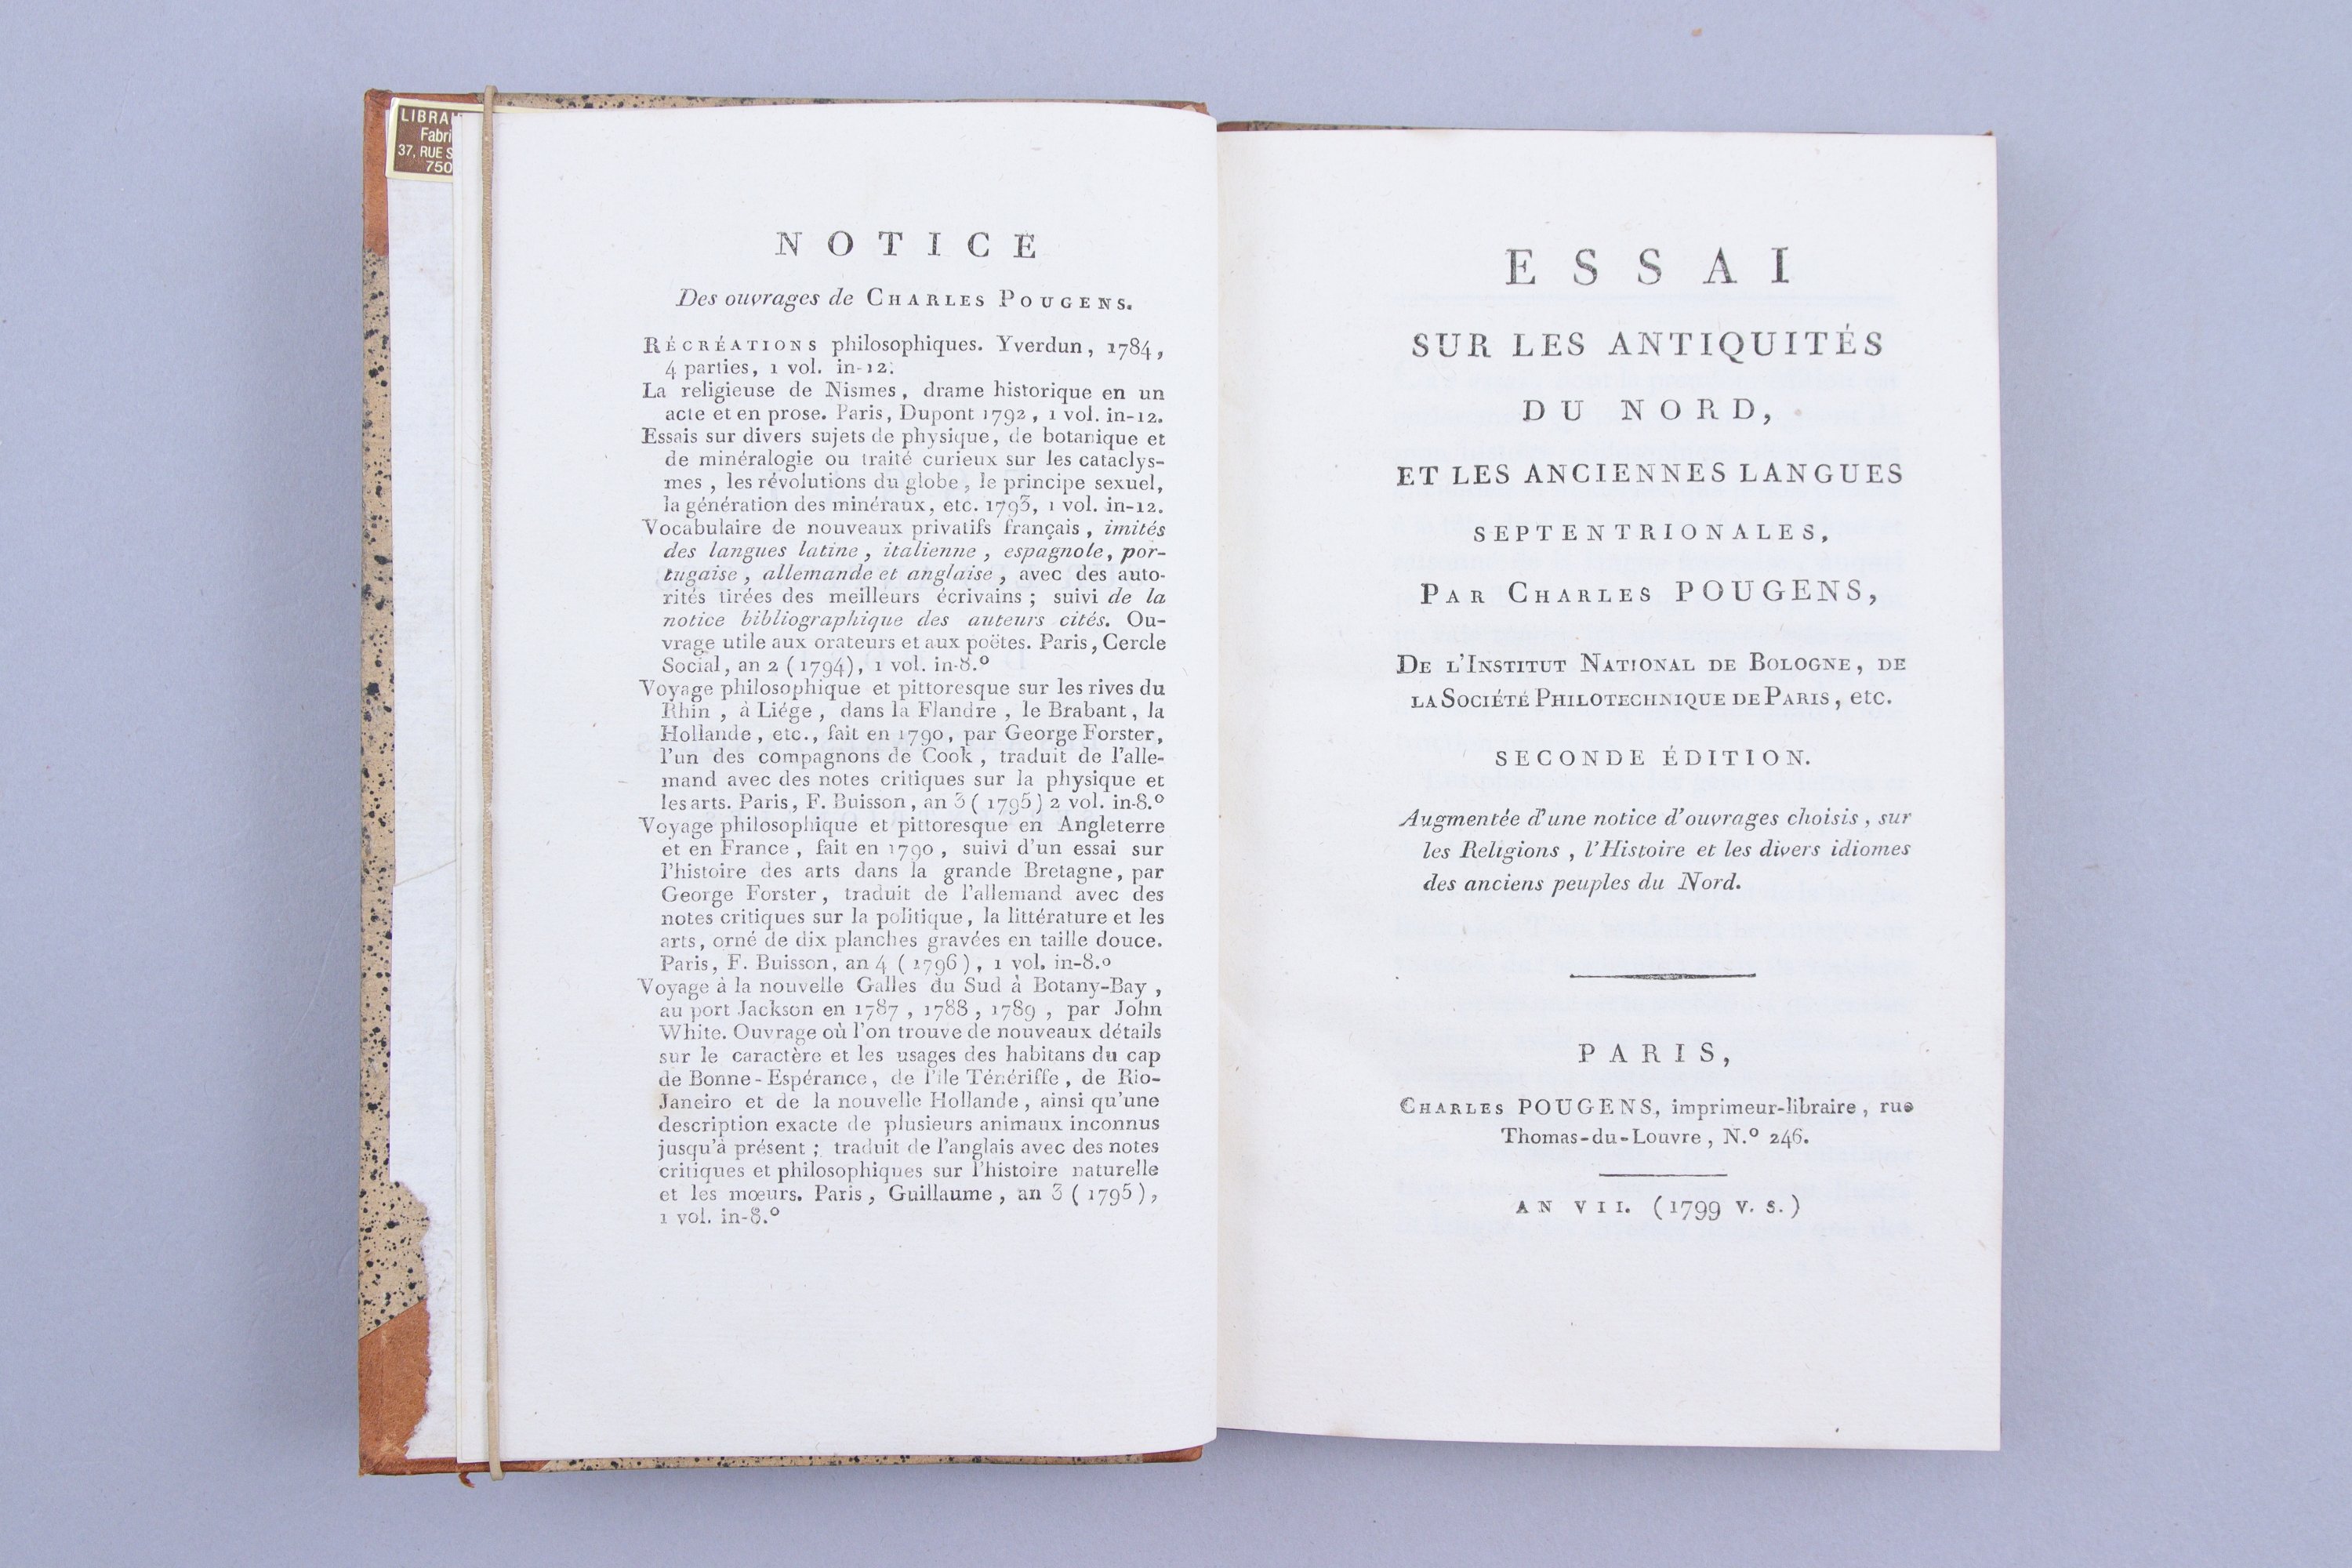 LIBRAI
Fabri
37, RUE S
750
NOTICE
Des ouvrages de CHARLES POUGENS.
RÉCRÉATIONS philosophiques. Yverdun, 1784,
4 parties, 1 vol. in-12.
La religieuse de Nismes, drame historique en un
acte et en prose. Paris, Dupont 1792, 1 vol. in-12.
Essais sur divers sujets de physique, de botanique et
de minéralogie ou traité curieux sur les cataclys-
mes, les révolutions du globe, le principe sexuel,
la génération des minéraux, etc. 1793, 1 vol. in-12.
Vocabulaire de nouveaux privatifs français, imités
des langues latine, italienne, espagnole, por-
tugaise, allemande et anglaise, avec des auto-
rités tirées des meilleurs écrivains; suivi de la
notice bibliographique des auteurs cités. Ou-
vrage utile aux orateurs et aux poëtes. Paris, Cercle
Social, an 2 (1794), 1 vol. in-8.º
Voyage philosophique et pittoresque sur les rives du
Rhin, à Liége, dans la Flandre, le Brabant, la
Hollande, etc., fait en 1790, par George Forster,
l'un des compagnons de Cook, traduit de l'alle-
mand avec des notes critiques sur la physique et
les arts. Paris, F. Buisson, an 3 (1795) 2 vol. in-8.º
Voyage philosophique et pittoresque en Angleterre
et en France, fait en 1790, suivi d'un essai sur
l'histoire des arts dans la grande Bretagne, par
George Forster, traduit de l'allemand avec des
notes critiques sur la politique, la littérature et les
arts, orné de dix planches gravées en taille douce.
Paris, F. Buisson, an 4 (1796), 1 vol. in-8.º
Voyage à la nouvelle Galles du Sud à Botany-Bay,
au port Jackson en 1787, 1788, 1789, par John
White. Ouvrage où l'on trouve de nouveaux détails
sur le caractère et les usages des habitans du cap
de Bonne-Espérance, de l'île Ténériffe, de Rio-
Janeiro et de la nouvelle Hollande, ainsi qu'une
description exacte de plusieurs animaux inconnus
jusqu'à présent; traduit de l'anglais avec des notes
critiques et philosophiques sur l'histoire naturelle
et les mœurs. Paris, Guillaume, an 3 (1795),
1 vol. in-8.º
ESSAI
SUR LES ANTIQUITÉS
DU NORD,
ET LES ANCIENNES LANGUES
SEPTENTRIONALES,
PAR CHARLES POUGENS,
DE L'INSTITUT NATIONAL DE BOLOGNE, DE
LA SOCIÉTÉ PHILOTECHNIQUE DE PARIS, etc.
SECONDE ÉDITION.
Augmentée d'une notice d'ouvrages choisis, sur
les Religions, l'Histoire et les divers idiomes
des anciens peuples du Nord.
PARIS,
CHARLES POUGENS, imprimeur-libraire, rue
Thomas-du-Louvre, N.º 246.
AN VII. (1799 V. S.)